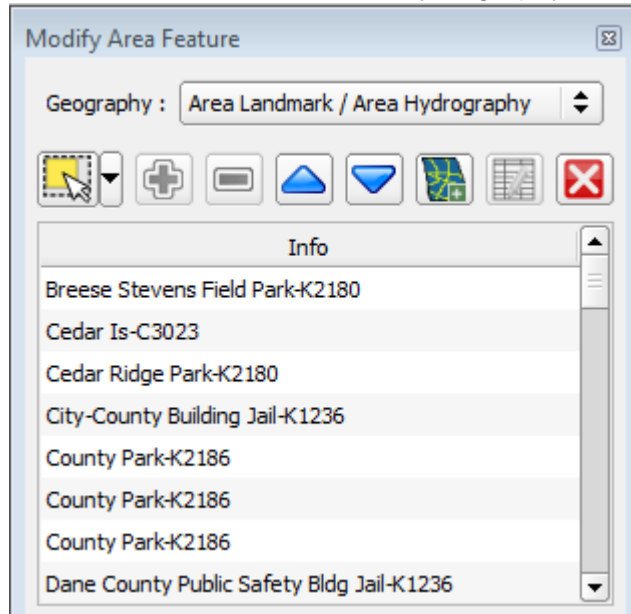 Modify Area Feature
Geography : Area Landmark / Area Hydrography
Info
Breese Stevens Field Park-K2180
Cedar Is-C3023
Cedar Ridge Park-K2180
City-County Building Jail-K1236
County Park-K2186
County Park-K2186
County Park-K2186
Dane County Public Safety Bldg Jail-K1236